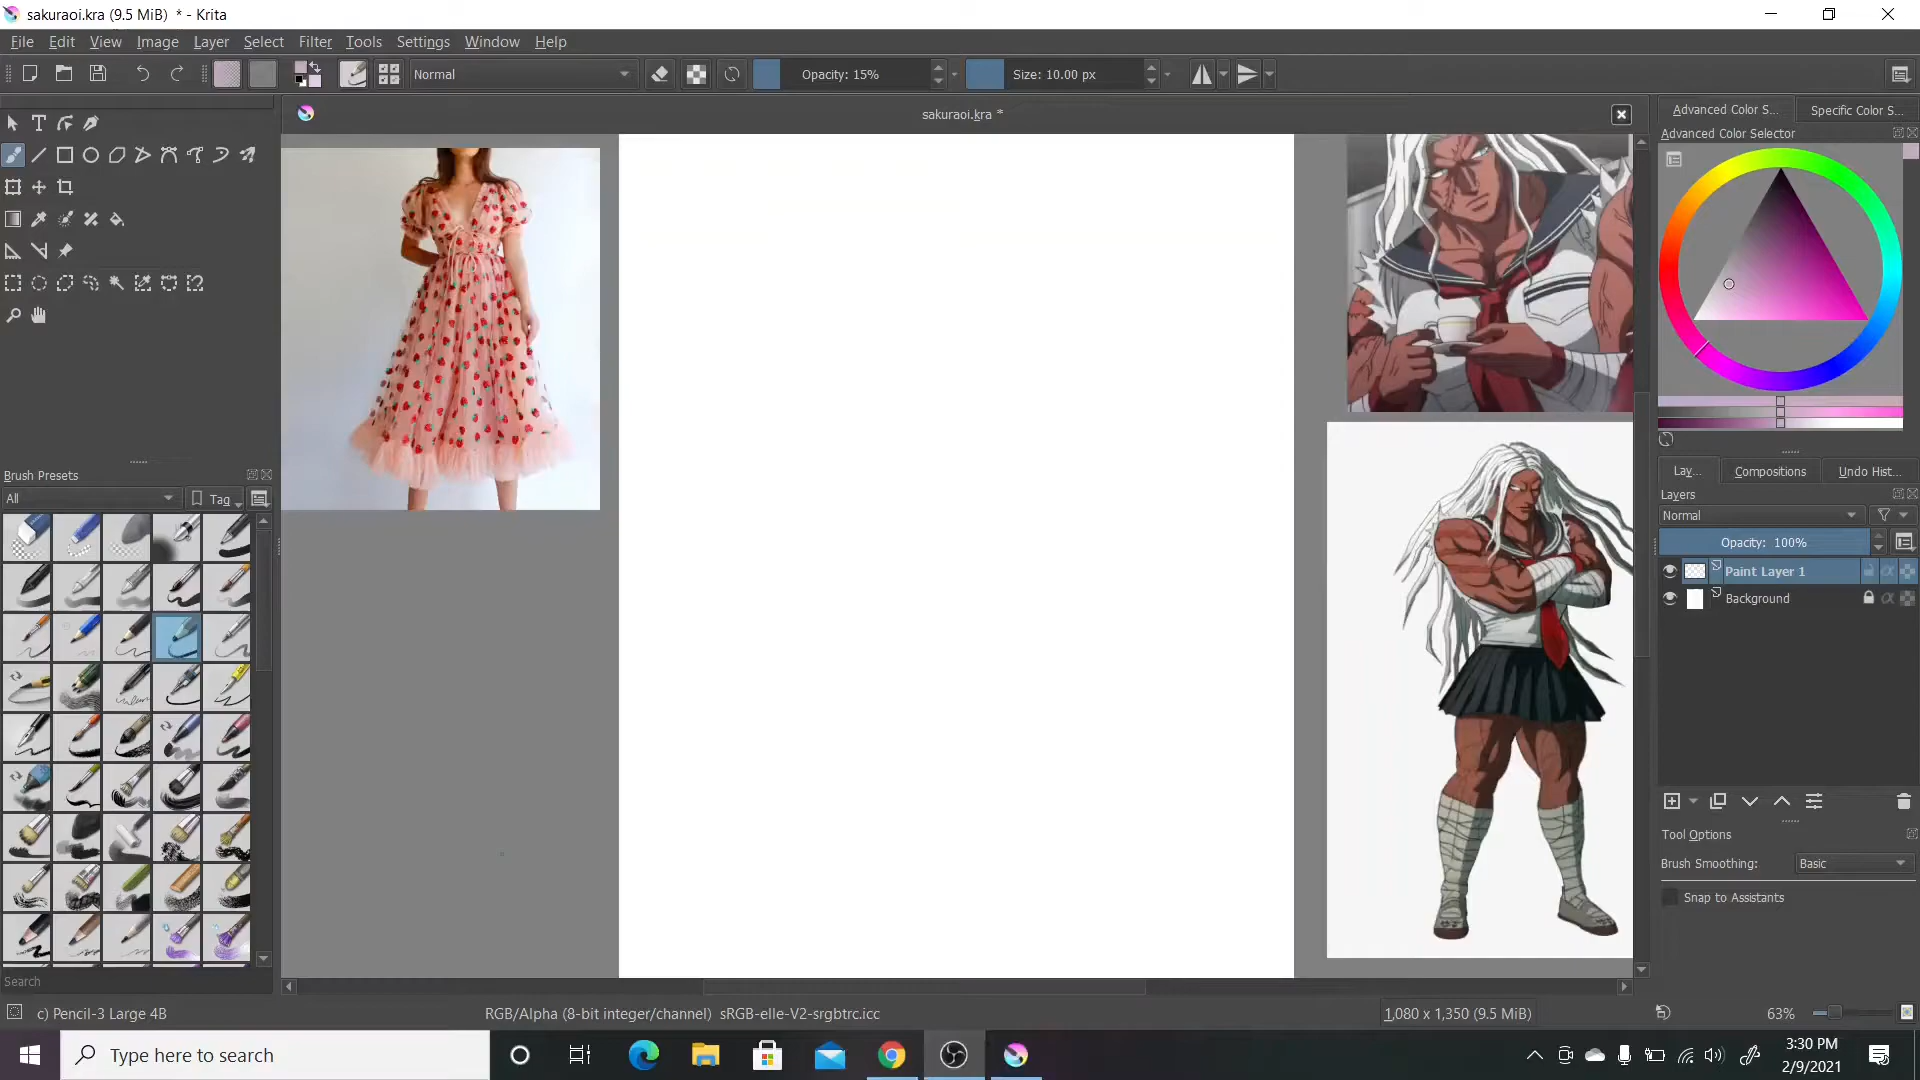 sakuraoi.kra (9.5 MiB)  * - Krita
File Edit View Image Layer Select Filter Tools Settings Window Help
Normal
Opacity: 15%
Size: 10.00 px
sakuraoi.kra *
Advanced Color S...
Specific Color S...
Advanced Color Selector
Brush Presets
All
Tag
Lay...
Compositions
Undo Hist...
Layers
Normal
Opacity:  100%
Paint Layer 1
Background
Tool Options
Brush Smoothing:
Basic
Snap to Assistants
Search
c) Pencil-3 Large 4B
RGB/Alpha (8-bit integer/channel)  sRGB-elle-V2-srgbtrc.icc
1,080 x 1,350 (9.5 MiB)
63%
Type here to search
3:30 PM
2/9/2021